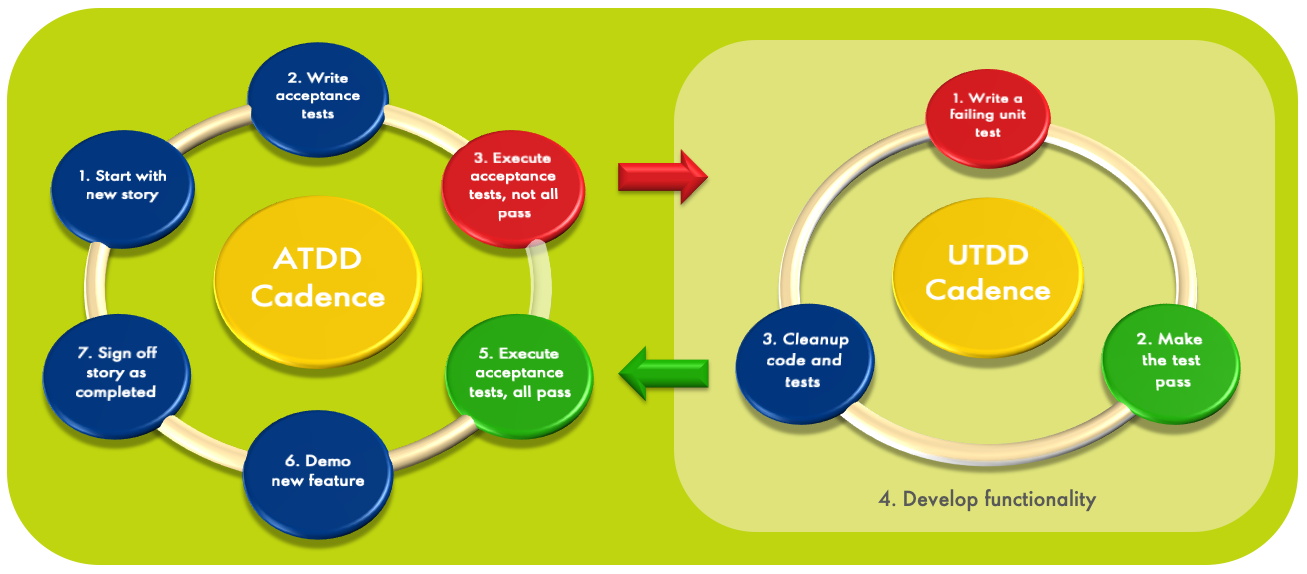 1. Start with
new story
2. Write
acceptance
tests
3. Execute
acceptance
tests, not all
pass
ATDD
Cadence
5. Execute
acceptance
tests, all pass
6. Demo
new feature
7. Sign off
story as
completed
1. Write a
failing unit
test
UTDD
Cadence
2. Make
the test
pass
3. Cleanup
code and
tests
4. Develop functionality